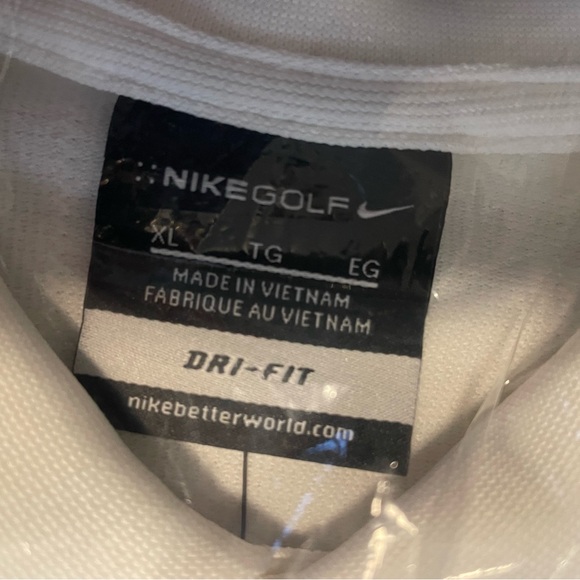 NIKEGOLF
XL TG EG
MADE IN VIETNAM
FABRIQUE AU VIETNAM
DRI-FIT
nikebetterworld.com